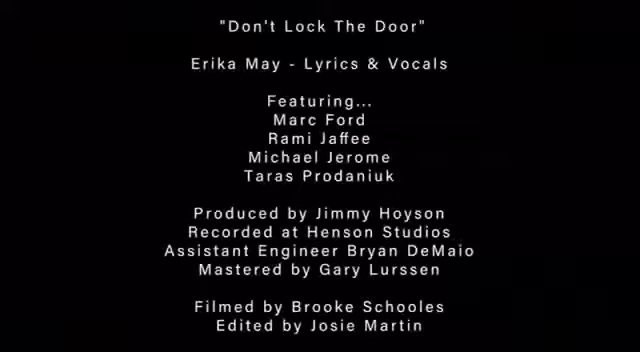 "Don't Lock The Door"
Erika May - Lyrics & Vocals
Featuring...
Marc Ford
Rami Jaffee
Michael Jerome
Taras Prodaniuk
Produced by Jimmy Hoyson
Recorded at Henson Studios
Assistant Engineer Bryan DeMaio
Mastered by Gary Lurssen
Filmed by Brooke Schooles
Edited by Josie Martin